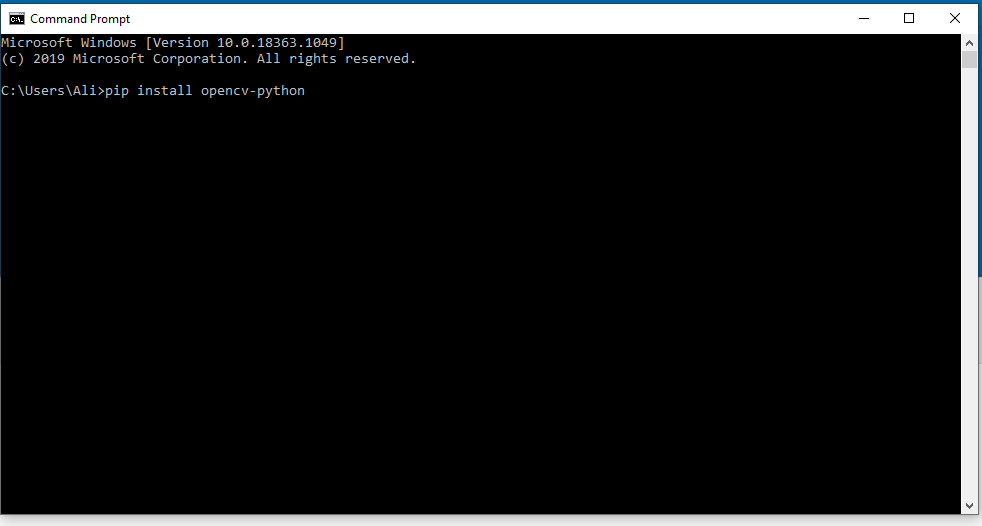 Command Prompt
Microsoft Windows [Version 10.0.18363.1049]
(c) 2019 Microsoft Corporation. All rights reserved.
C:\Users\Ali>pip install opencv-python